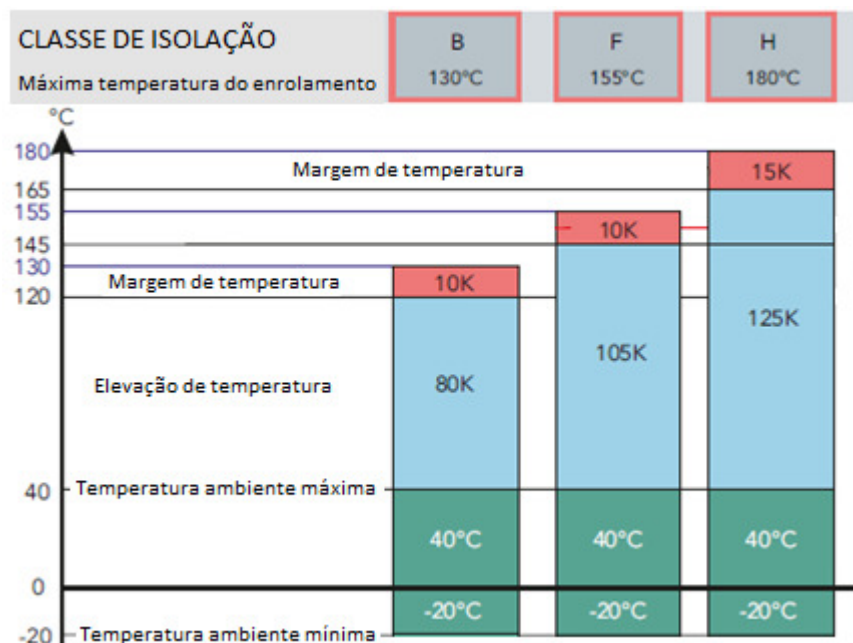 CLASSE DE ISOLAÇÃO
B
F
H
Máxima temperatura do enrolamento
130°C
155°C
180°C
°C
180
Margem de temperatura
15K
165
155
10K
145
130
Margem de temperatura
10K
120
125K
105K
Elevação de temperatura
80K
40
Temperatura ambiente máxima
40°C
40°C
40°C
0
-20°C
-20°C
-20°C
-20
Temperatura ambiente mínima